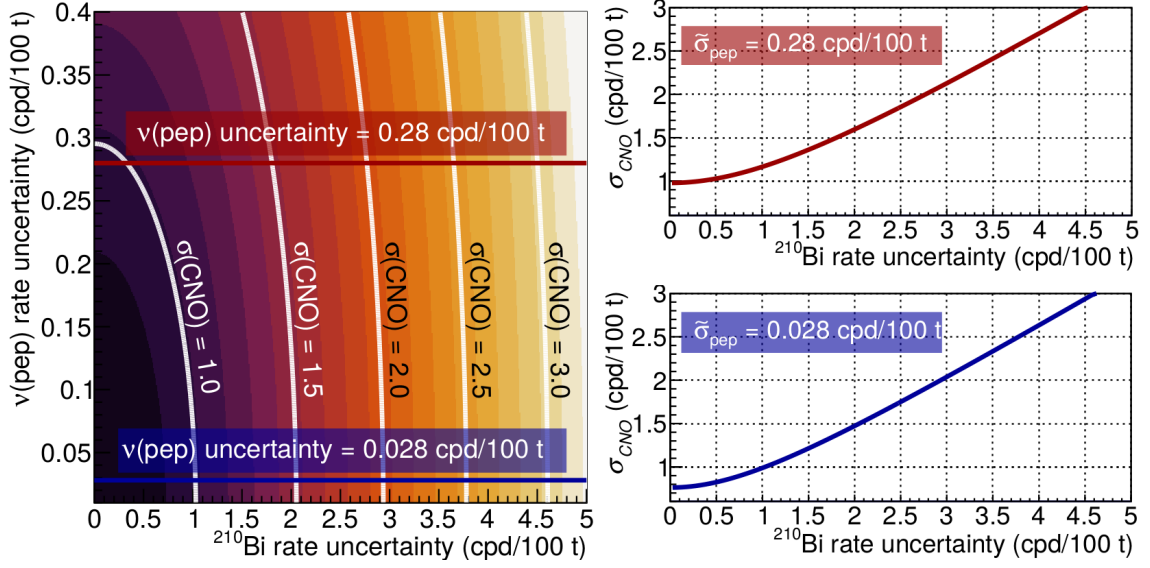 ν(pep) rate uncertainty (cpd/100 t)
0.4
0.35
0.3
0.25
0.2
0.15
0.1
0.05
ν(pep) uncertainty = 0.28 cpd/100 t
σ(CNO) = 1.0
σ(CNO) = 1.5
σ(CNO) = 2.0
σ(CNO) = 2.5
σ(CNO) = 3.0
ν(pep) uncertainty = 0.028 cpd/100 t
0 0.5 1 1.5 2 2.5 3 3.5 4 4.5 5
²¹⁰Bi rate uncertainty (cpd/100 t)
σCNO (cpd/100 t)
3
2.5
2
1.5
1
σ̃pep = 0.28 cpd/100 t
0 0.5 1 1.5 2 2.5 3 3.5 4 4.5 5
²¹⁰Bi rate uncertainty (cpd/100 t)
σCNO (cpd/100 t)
3
2.5
2
1.5
1
σ̃pep = 0.028 cpd/100 t
0 0.5 1 1.5 2 2.5 3 3.5 4 4.5 5
²¹⁰Bi rate uncertainty (cpd/100 t)